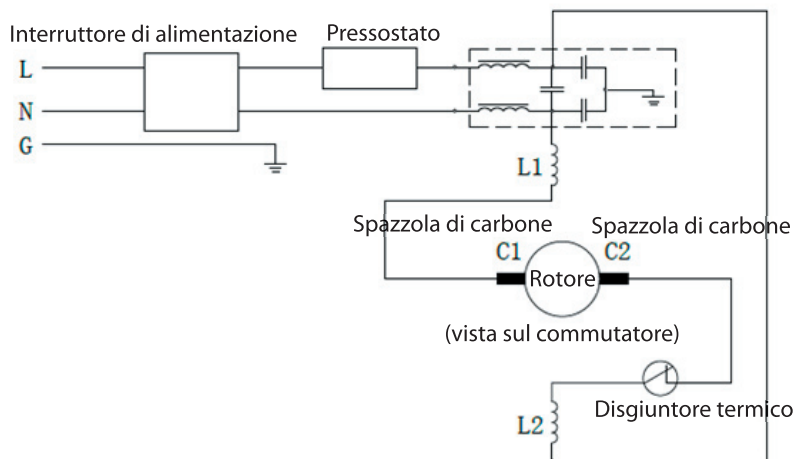 Interruttore di alimentazione
Pressostato
L
N
G
L1
Spazzola di carbone
Spazzola di carbone
C1
C2
Rotore
(vista sul commutatore)
Disgiuntore termico
L2